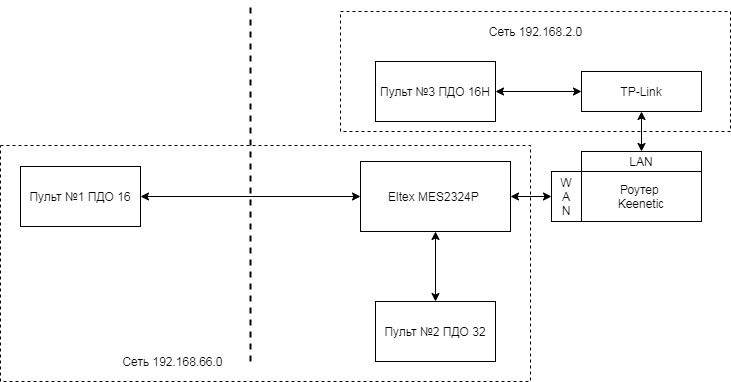 Сеть 192.168.2.0
Пульт №3 ПДО 16Н
TP-Link
LAN
WAN
Роутер
Keenetic
Пульт №1 ПДО 16
Eltex MES2324P
Пульт №2 ПДО 32
Сеть 192.168.66.0